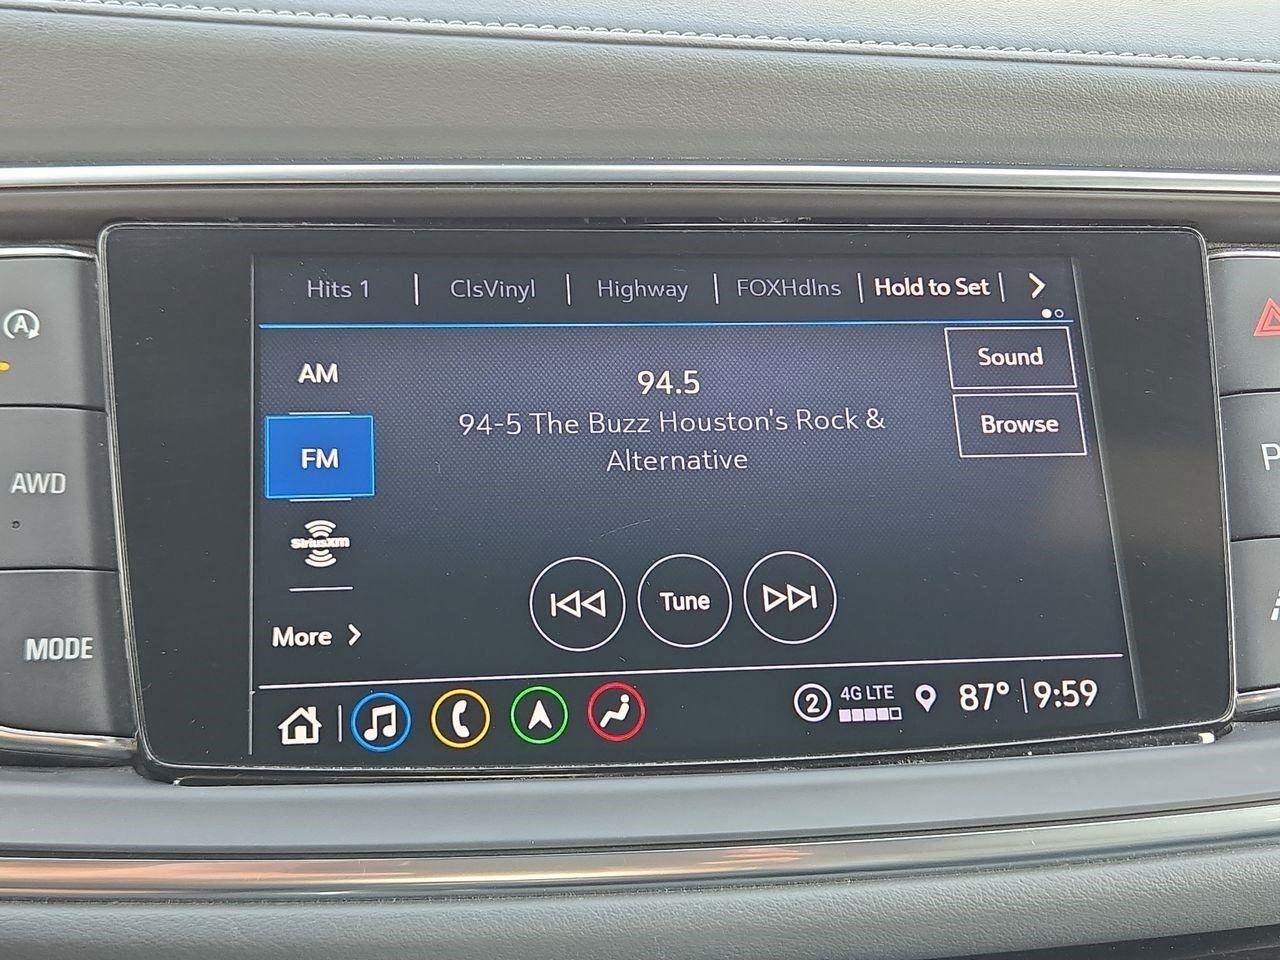 Hits 1 | ClsVinyl | Highway | FOXHdlns | Hold to Set |
A
Sound
AM
94.5
94-5 The Buzz Houston's Rock &
Alternative
Browse
FM
AWD
SiriusXM
Tune
More
MODE
2
4G LTE
87° | 9:59